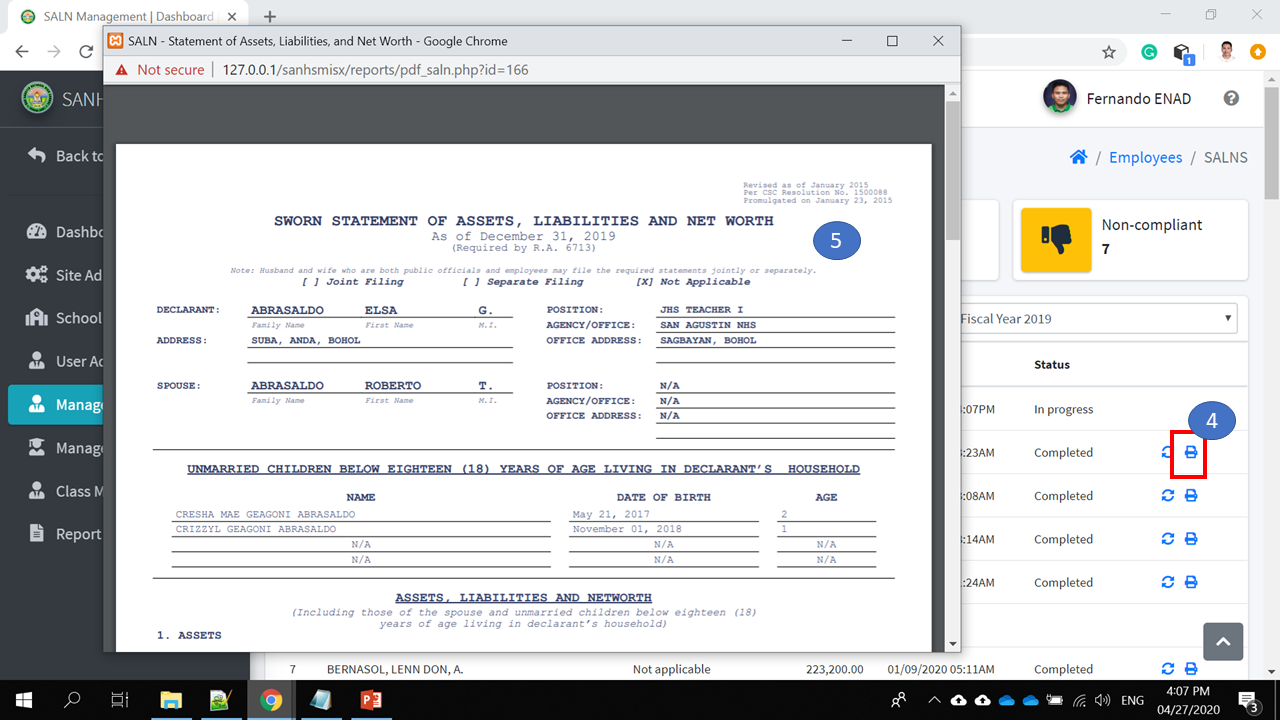 SALN Management | Dashboard
SALN - Statement of Assets, Liabilities, and Net Worth - Google Chrome
Not secure | 127.0.0.1/sanhsmisx/reports/pdf_saln.php?id=166
1
SANH
Fernando ENAD
Back to
/ Employees / SALNS
Dashbo
Site Ad
School
User Ac
Manage
Manage
Class M
Report
Non-compliant
7
Fiscal Year 2019
Status
:07PM In progress
4
:23AM Completed
:08AM Completed
:14AM Completed
:24AM Completed
Revised as of January 2015
Per CSC Resolution No. 1500088
Promulgated on January 23, 2015
SWORN STATEMENT OF ASSETS, LIABILITIES AND NET WORTH
As of December 31, 2019
(Required by R.A. 6713)
5
Note: Husband and wife who are both public officials and employees may file the required statements jointly or separately.
[ ] Joint Filing [ ] Separate Filing [X] Not Applicable
DECLARANT: ABRASALDO ELSA G. POSITION: JHS TEACHER I
Family Name First Name M.I. AGENCY/OFFICE: SAN AGUSTIN NHS
ADDRESS: SUBA, ANDA, BOHOL OFFICE ADDRESS: SAGBAYAN, BOHOL
SPOUSE: ABRASALDO ROBERTO T. POSITION: N/A
Family Name First Name M.I. AGENCY/OFFICE: N/A
OFFICE ADDRESS: N/A
UNMARRIED CHILDREN BELOW EIGHTEEN (18) YEARS OF AGE LIVING IN DECLARANT'S HOUSEHOLD
NAME DATE OF BIRTH AGE
CRESHA MAE GEAGONI ABRASALDO May 21, 2017 2
CRIZZYL GEAGONI ABRASALDO November 01, 2018 1
N/A N/A N/A
N/A N/A N/A
ASSETS, LIABILITIES AND NETWORTH
(Including those of the spouse and unmarried children below eighteen (18)
years of age living in declarant's household)
1. ASSETS
7 BERNASOL, LENN DON, A. Not applicable 223,200.00 01/09/2020 05:11AM Completed
ENG
4:07 PM
04/27/2020
3